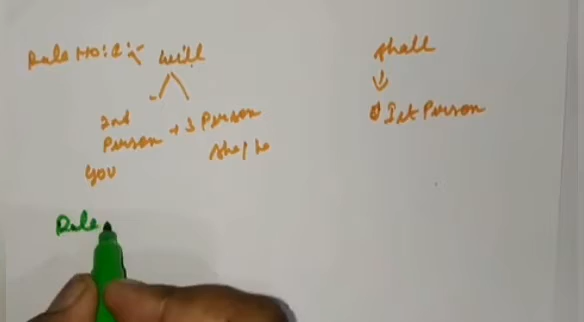 Rule No: 2 :- will
shall
2nd
Person + 3 Person
1st Person
You
she/he
Rule